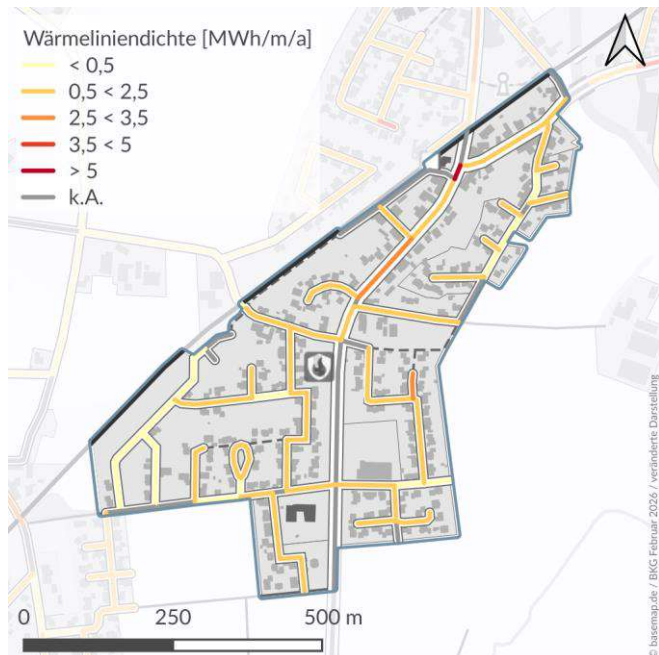 Wärmeliniendichte [MWh/m/a]
< 0,5
0,5 < 2,5
2,5 < 3,5
3,5 < 5
> 5
k.A.
© basemap.de / BKG Februar 2026 / veränderte Darstellung
0 250 500 m